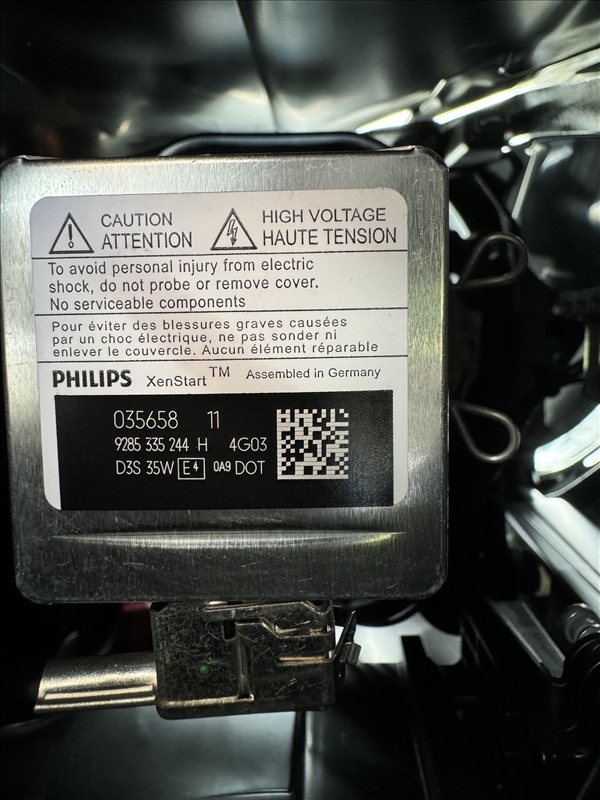 CAUTION
ATTENTION
HIGH VOLTAGE
HAUTE TENSION
To avoid personal injury from electric
shock, do not probe or remove cover.
No serviceable components
Pour éviter des blessures graves causées
par un choc électrique, ne pas sonder ni
enlever le couvercle. Aucun élément réparable
PHILIPS XenStart™ Assembled in Germany
035658 11
9285 335 244 H 4G03
D3S 35W E4 0A9 DOT